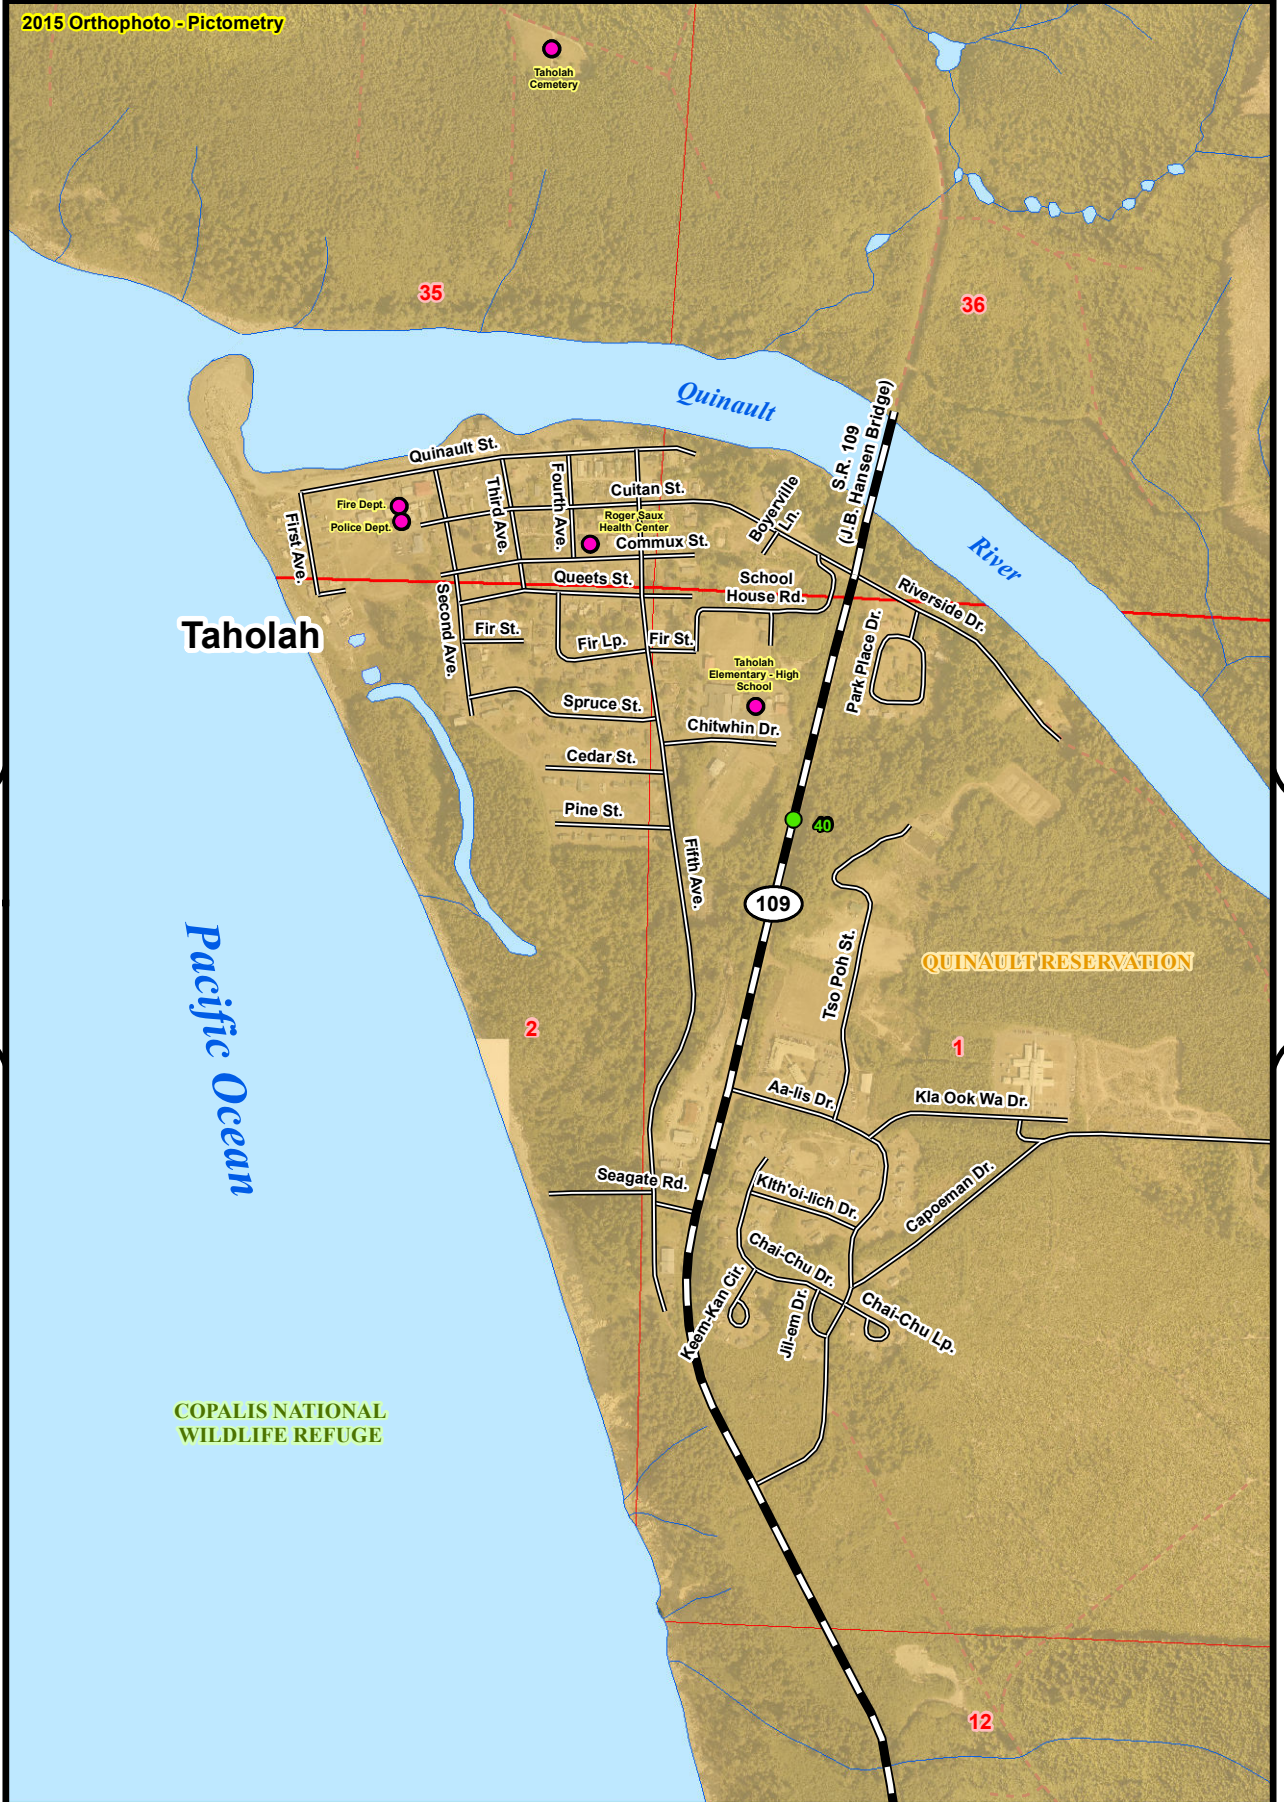 2015 Orthophoto - Pictometry
Taholah
Cemetery
35
36
Quinault
S.R. 109
(J.B. Hansen Bridge)
Quinault St.
Cuitan St.
Boyerville
Ln.
Fire Dept.
Police Dept.
First Ave.
Third Ave.
Fourth Ave.
Roger Saux
Health Center
Commux St.
River
Queets St.
School
House Rd.
Riverside Dr.
Second Ave.
Taholah
Fir St.
Fir Lp.
Fir St.
Park Place Dr.
Taholah
Elementary - High
School
Spruce St.
Chitwhin Dr.
Cedar St.
Pine St.
40
Fifth Ave.
109
Pacific Ocean
Tso Poh St.
QUINAULT RESERVATION
2
1
Aa-lis Dr.
Kla Ook Wa Dr.
Seagate Rd.
Klth'oi-lich Dr.
Capoeman Dr.
Chai-Chu Dr.
Keem-Kan Cir.
Jil-em Dr.
Chai-Chu Lp.
COPALIS NATIONAL
WILDLIFE REFUGE
12